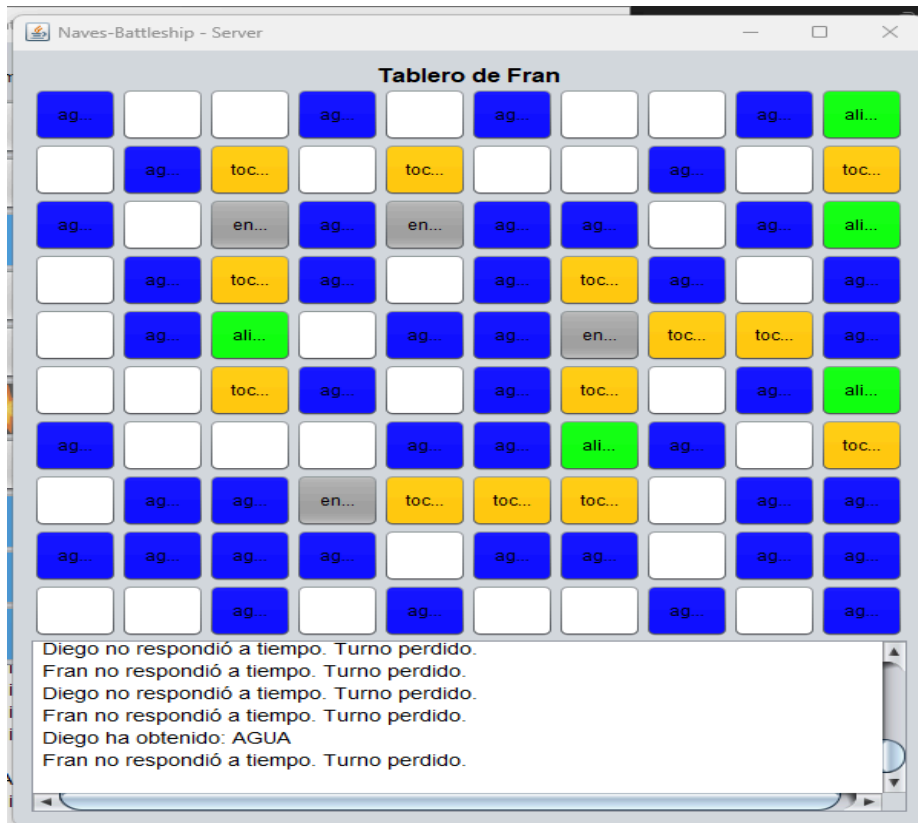 Naves-Battleship - Server
Tablero de Fran
ag... ag... ag... ag... ali...
ag... toc... toc... ag... toc...
ag... en... ag... en... ag... ag... ag... ali...
ag... toc... ag... toc... ag... ag...
ag... ali... ag... ag... en... toc... toc... ag...
toc... ag... ag... toc... ag... ali...
ag... ag... ag... ali... ag... toc...
ag... ag... en... toc... toc... toc... ag... ag...
ag... ag... ag... ag... ag... ag... ag... ag...
ag... ag... ag... ag...
Diego no respondió a tiempo. Turno perdido.
Fran no respondió a tiempo. Turno perdido.
Diego no respondió a tiempo. Turno perdido.
Fran no respondió a tiempo. Turno perdido.
Diego ha obtenido: AGUA
Fran no respondió a tiempo. Turno perdido.